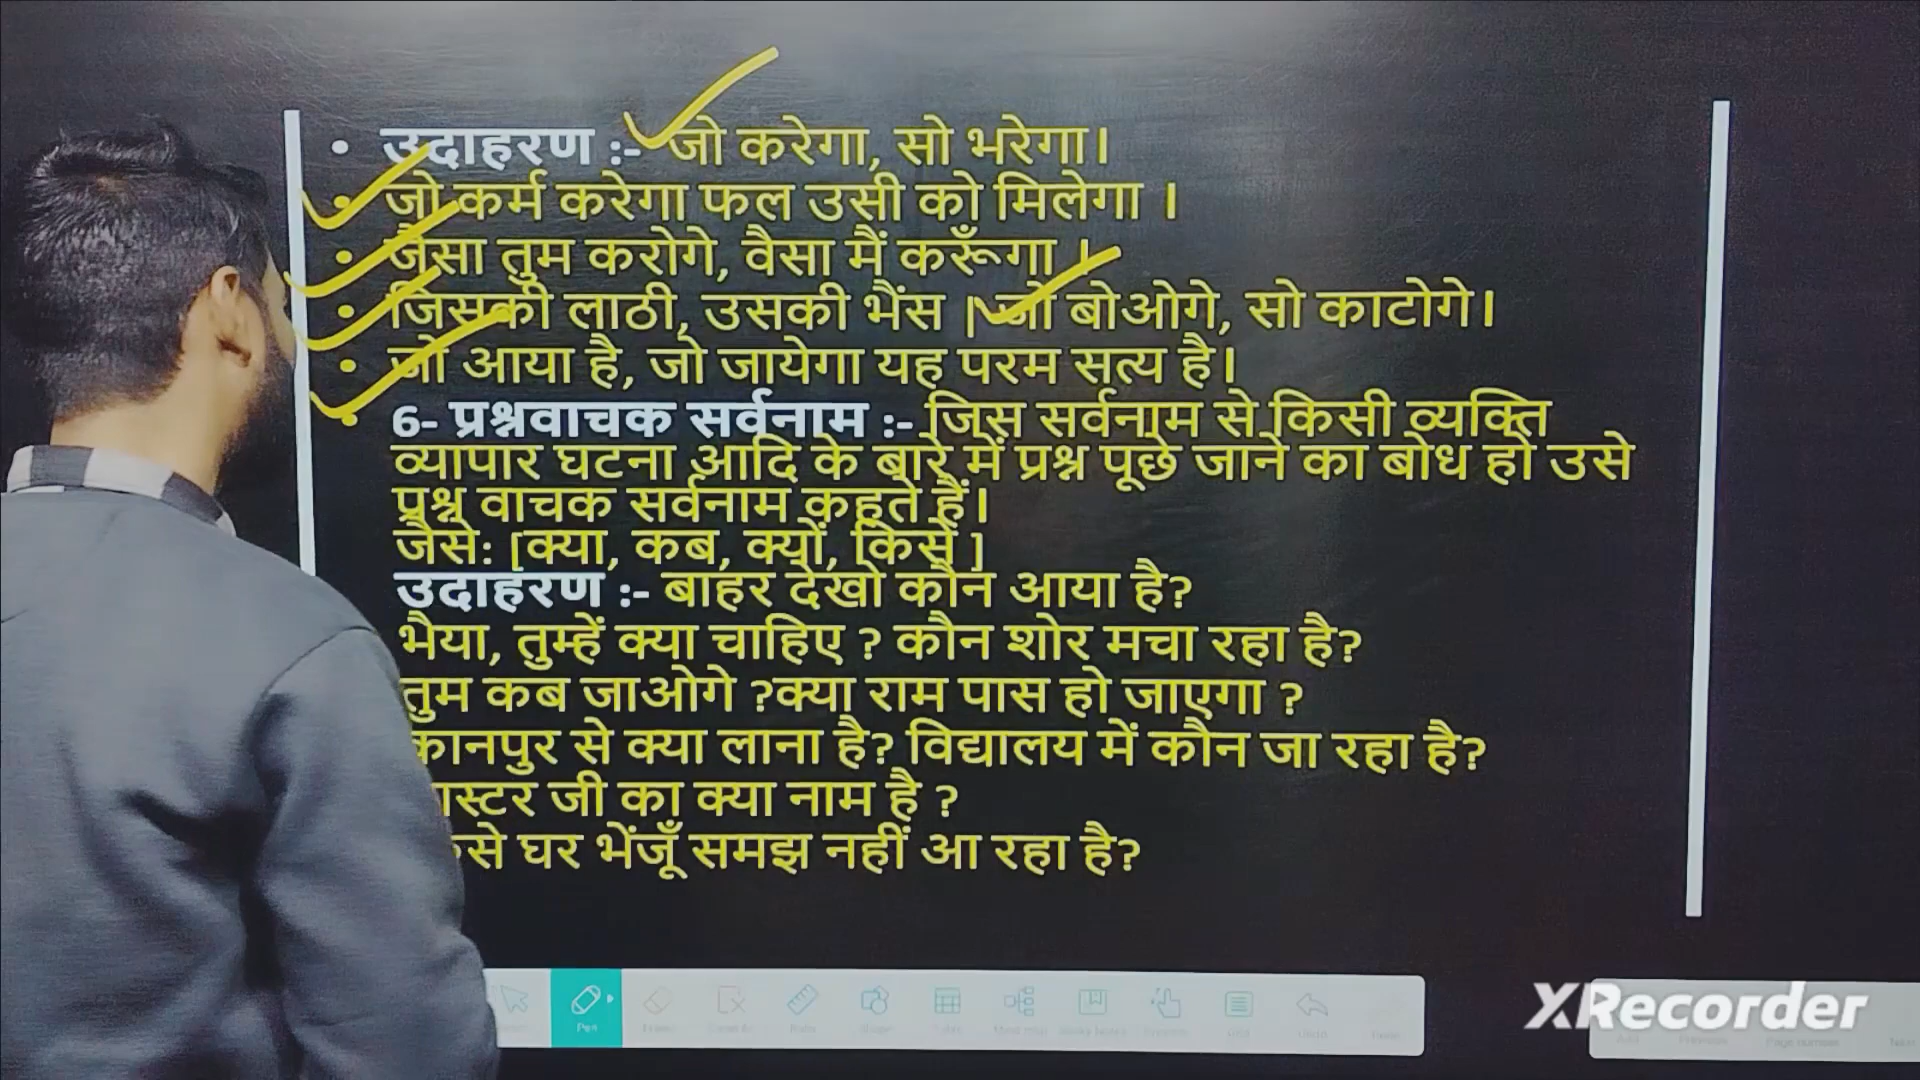 • उदाहरण :- जो करेगा, सो भरेगा।
• जो कर्म करेगा फल उसी को मिलेगा ।
• जैसा तुम करोगे, वैसा मैं करूँगा ।
• जिसकी लाठी, उसकी भैंस | जो बोओगे, सो काटोगे।
• जो आया है, जो जायेगा यह परम सत्य है।
• 6- प्रश्नवाचक सर्वनाम :- जिस सर्वनाम से किसी व्यक्ति
व्यापार घटना आदि के बारे में प्रश्न पूछे जाने का बोध हो उसे
प्रश्न वाचक सर्वनाम कहते हैं।
जैसे: [क्या, कब, क्यों, किसे ]
उदाहरण :- बाहर देखो कौन आया है?
भैया, तुम्हें क्या चाहिए ? कौन शोर मचा रहा है?
तुम कब जाओगे ?क्या राम पास हो जाएगा ?
कानपुर से क्या लाना है? विद्यालय में कौन जा रहा है?
जी का क्या नाम है ?
घर भेंजूँ समझ नहीं आ रहा है?
Pen
XRecorder